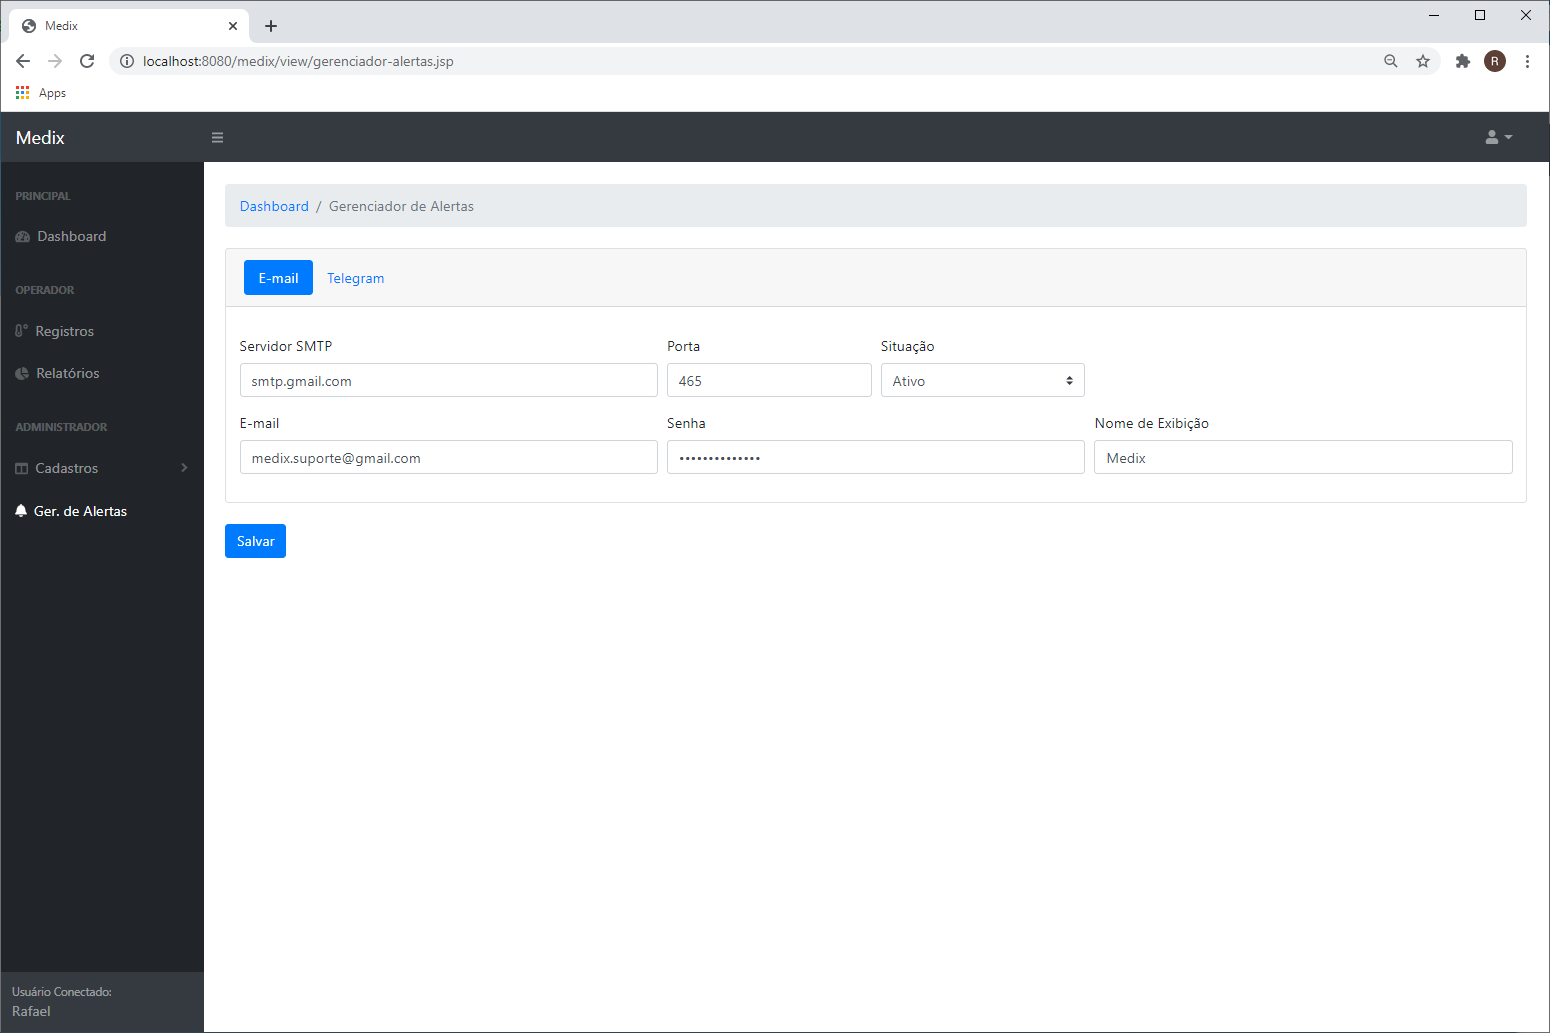 Medix
localhost:8080/medix/view/gerenciador-alertas.jsp
R
Apps
Medix
PRINCIPAL
Dashboard
OPERADOR
Registros
Relatórios
ADMINISTRADOR
Cadastros
Ger. de Alertas
Usuário Conectado:
Rafael
Dashboard / Gerenciador de Alertas
E-mail Telegram
Servidor SMTP Porta Situação
smtp.gmail.com 465 Ativo
E-mail Senha Nome de Exibição
medix.suporte@gmail.com •••••••••••••• Medix
Salvar